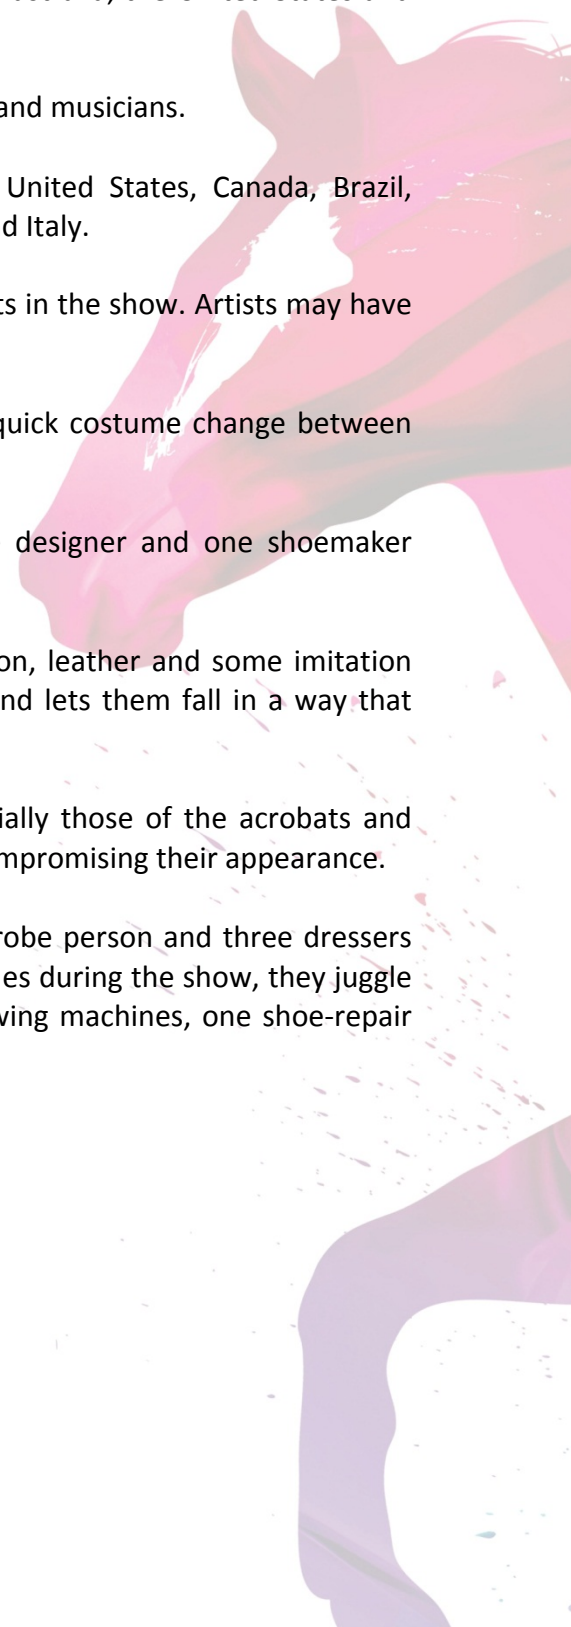 and musicians.
United States, Canada, Brazil,
d Italy.
ts in the show. Artists may have
quick costume change between
designer and one shoemaker
on, leather and some imitation
nd lets them fall in a way that
ially those of the acrobats and
mpromising their appearance.
robe person and three dressers
es during the show, they juggle
wing machines, one shoe-repair